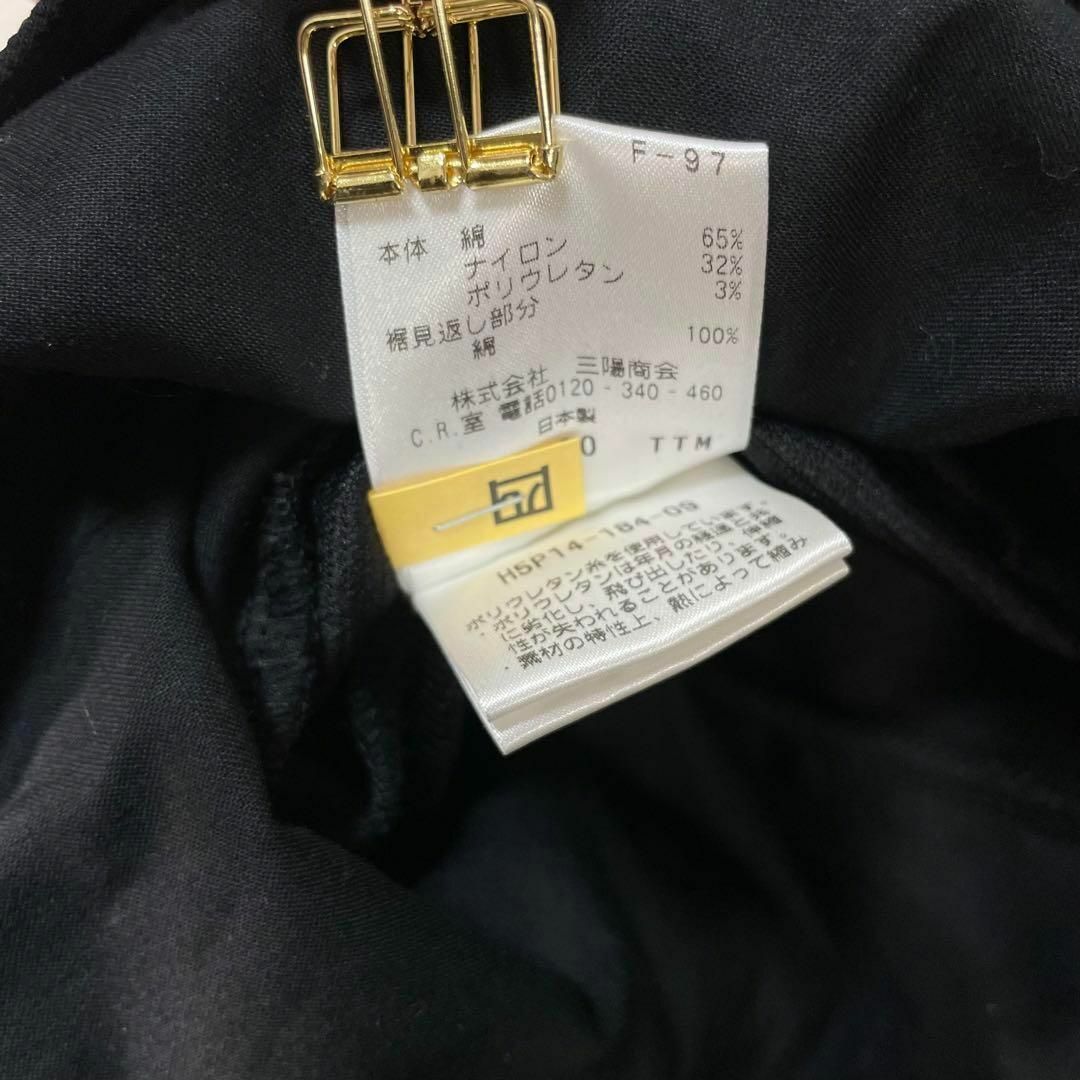 F-97
本体 綿 65%
ナイロン 32%
ポリウレタン 3%
裾見返し部分
綿 100%
株式会社 三陽商会
C.R.室 電話0120-340-460
日本製
0 TTM
四
H5P14-184-09
ポリウレタン糸を使用しています。
・ポリウレタンは年月の経過と共
に劣化し、飛び出したり、伸縮
性が失われることがあります。
・素材の特性上、熱によって縮み